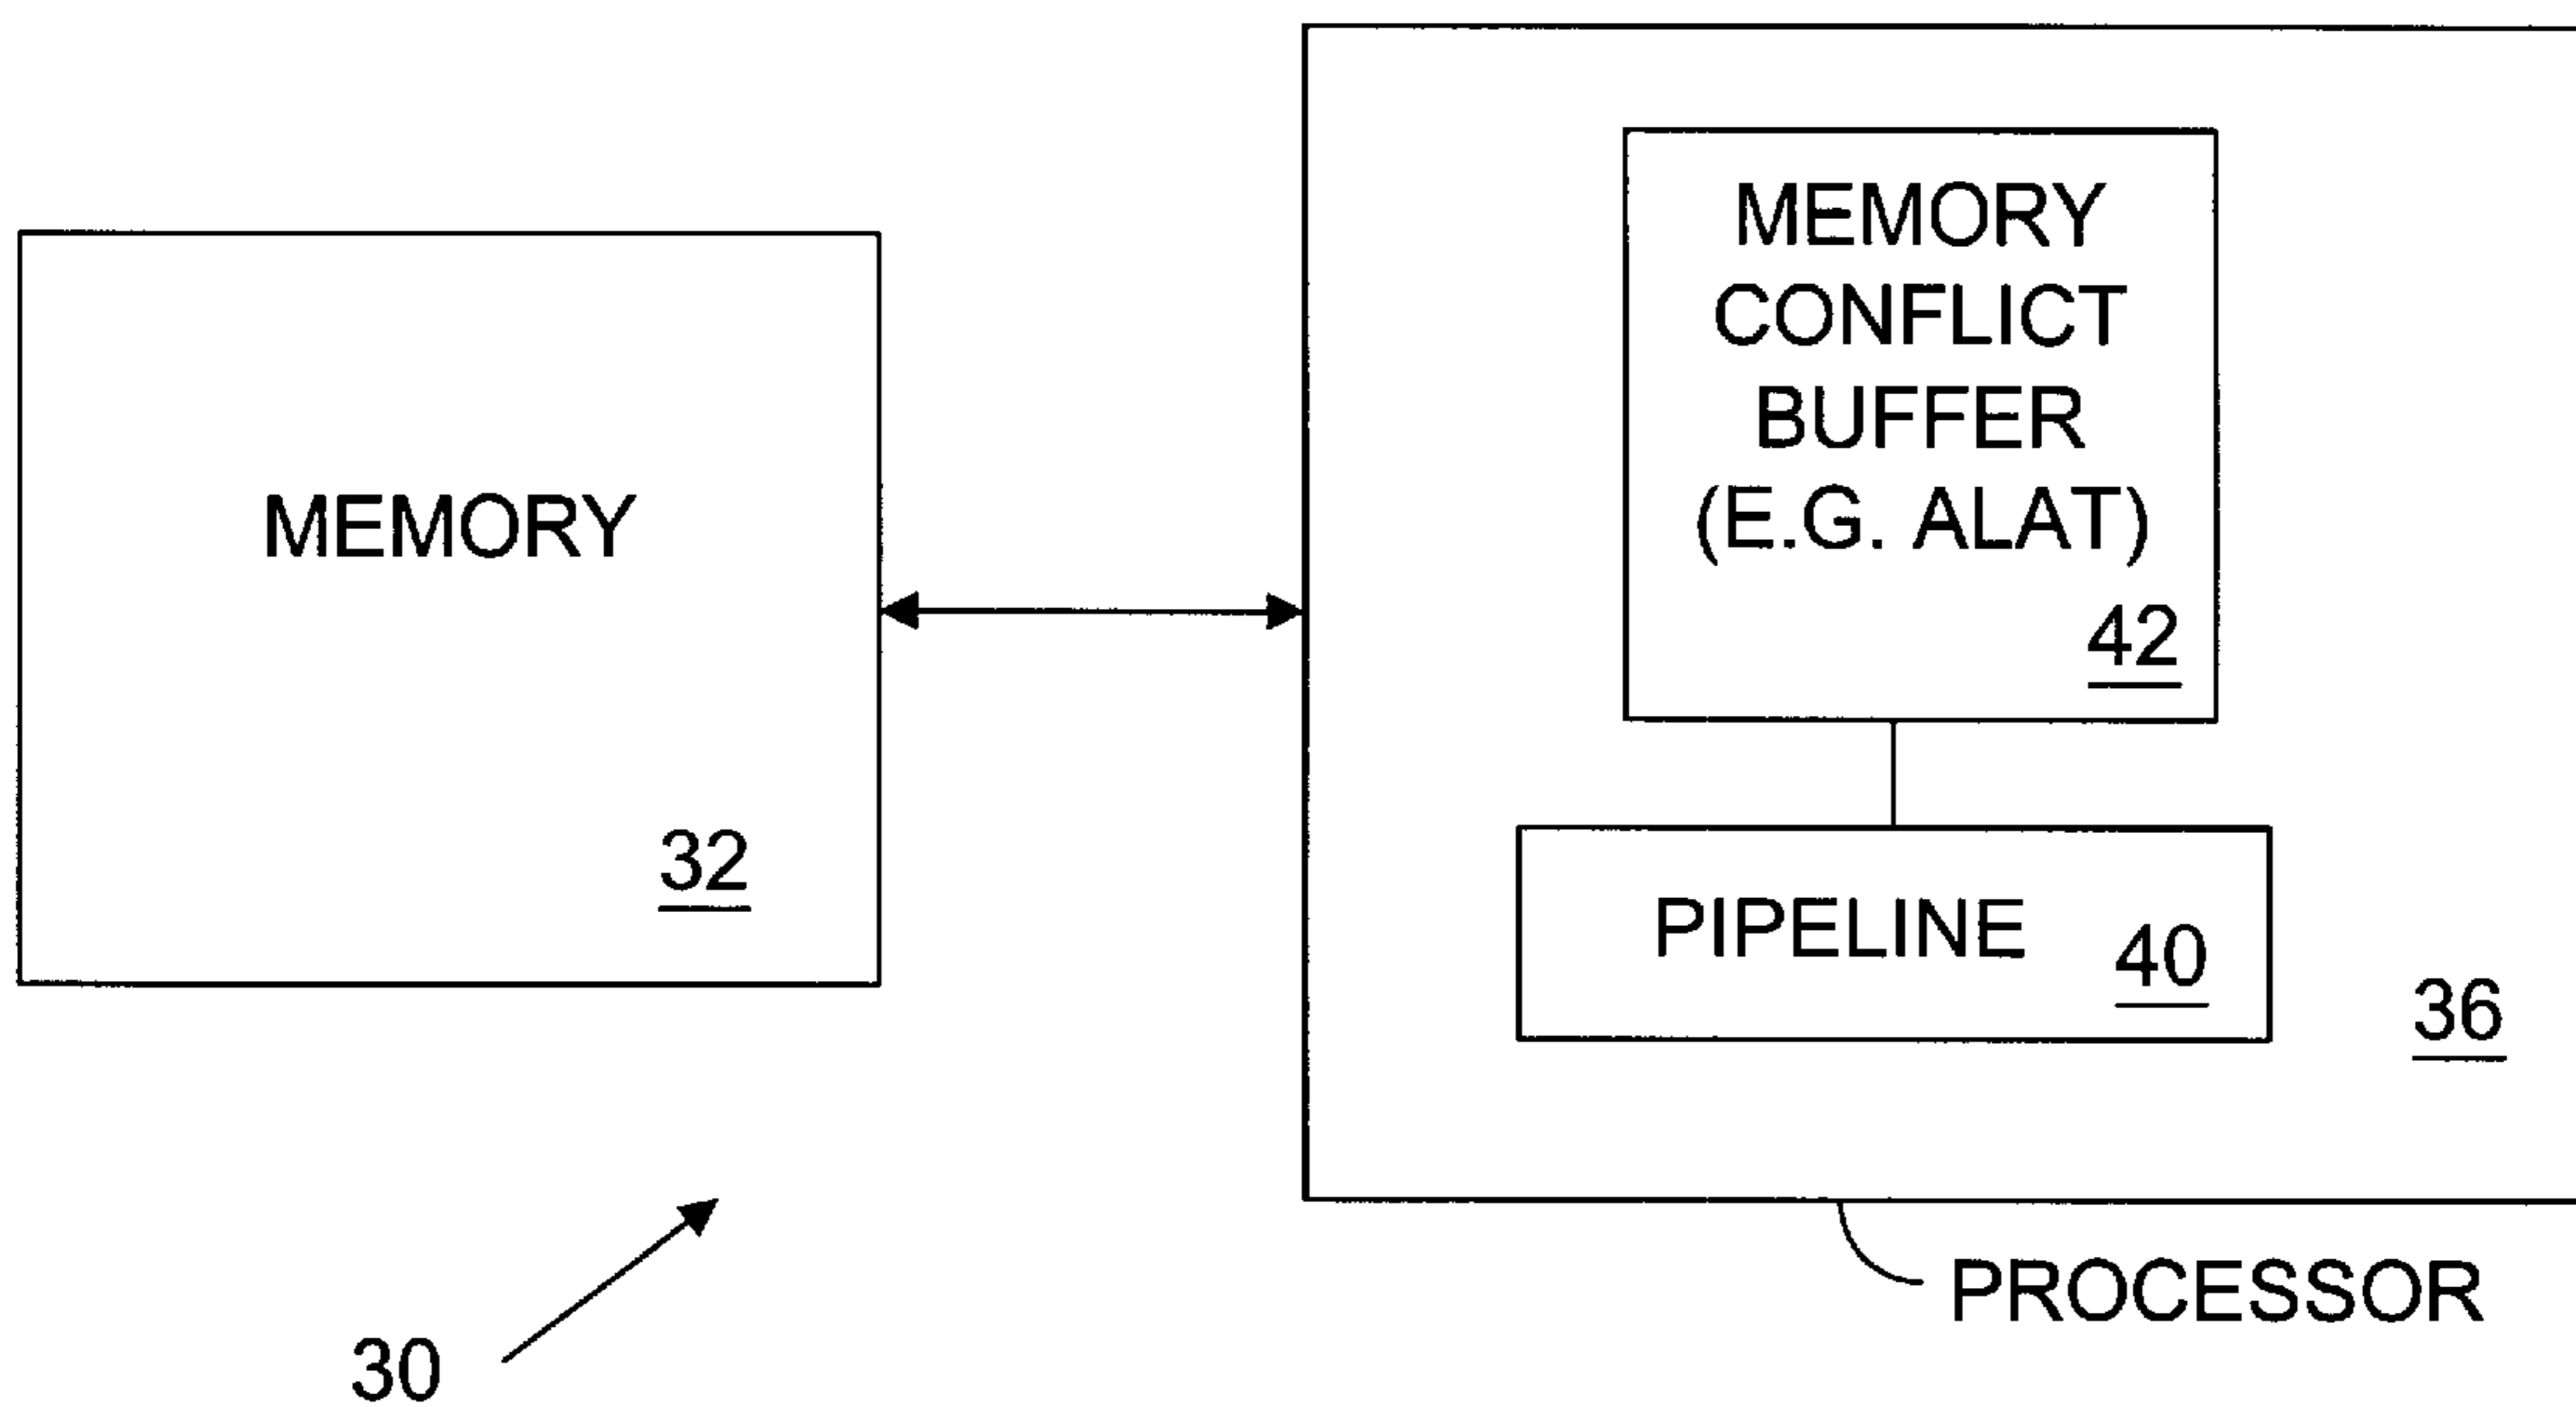 MEMORY
32
MEMORY
CONFLICT
BUFFER
(E.G. ALAT)
42
PIPELINE
40
36
PROCESSOR
30